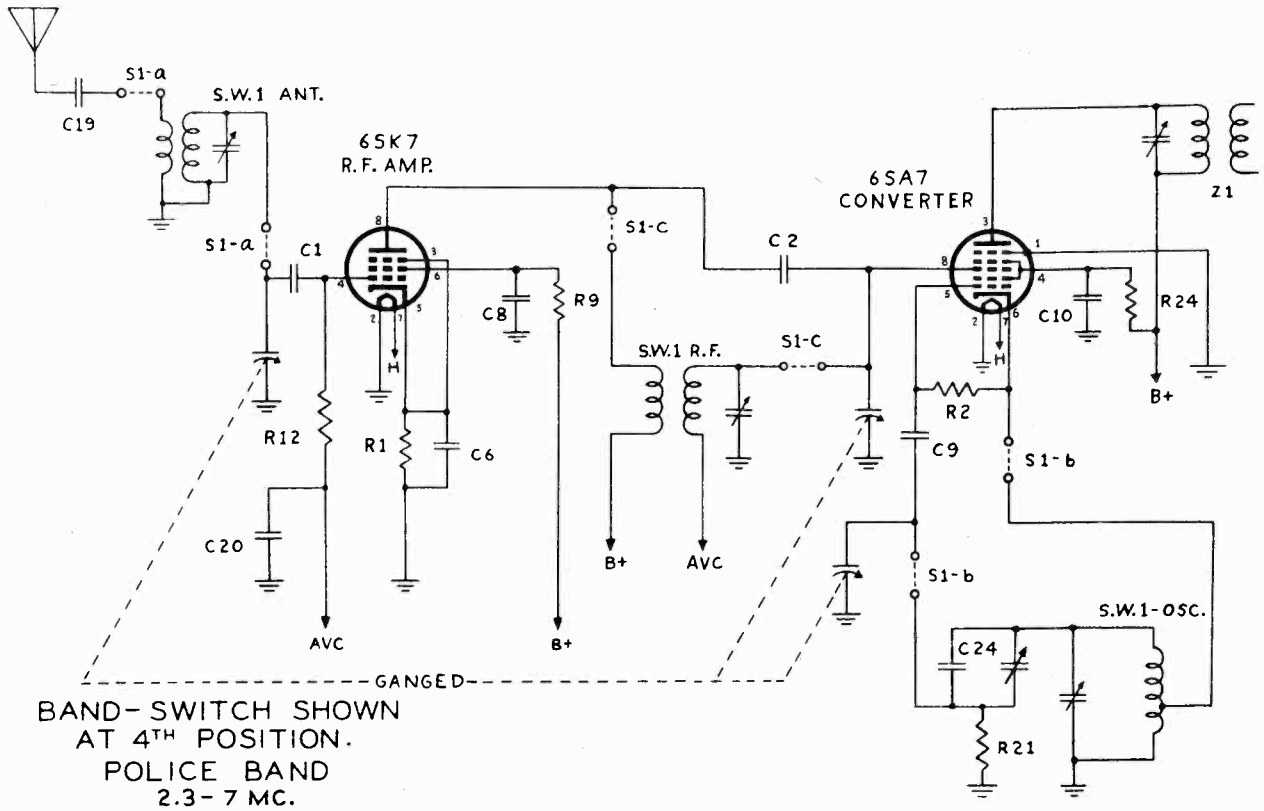 S1-a
C19
S.W.1 ANT.
6SK7
R.F. AMP.
6SA7
CONVERTER
Z1
S1-a
C1
8
3
6
4
5
2
7
H
C8
R9
S1-c
C2
3
1
8
4
5
6
2
7
H
C10
R24
B+
S.W.1 R.F.
S1-c
R12
R1
C6
R2
C9
S1-b
C20
B+
AVC
S1-b
S.W.1-OSC.
AVC
B+
C24
GANGED
R21
BAND-SWITCH SHOWN
AT 4TH POSITION.
POLICE BAND
2.3-7 MC.